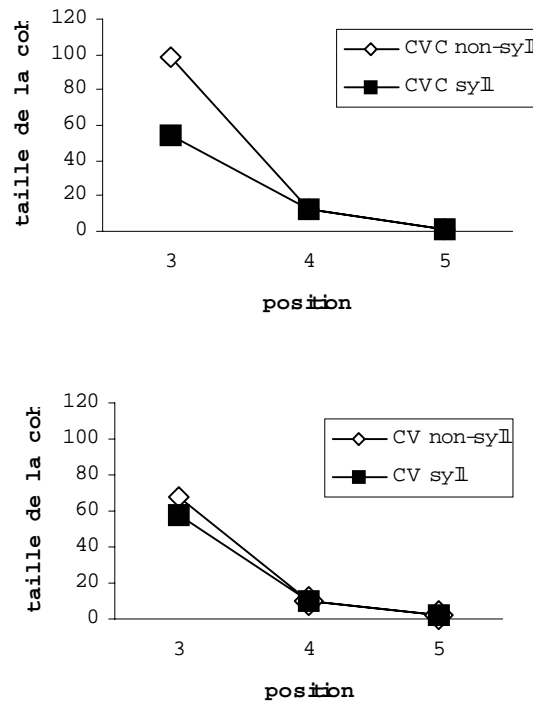 taille de la coh
120
100
80
60
40
20
0
3 4 5
position
CVC non-syll
CVC syll
taille de la coh
120
100
80
60
40
20
0
3 4 5
position
CV non-syll
CV syll